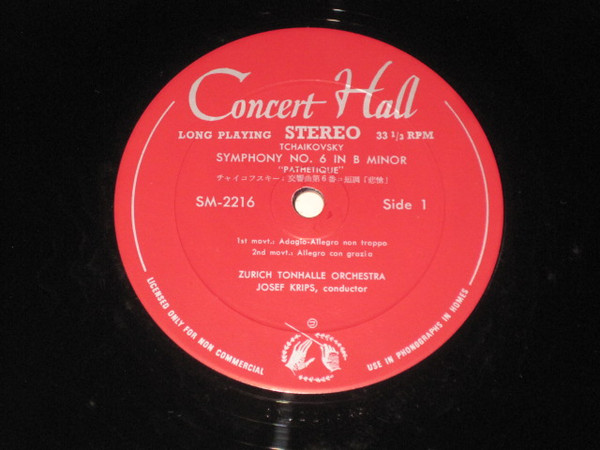 Concert Hall
LONG PLAYING STEREO 33 1/3 RPM
TCHAIKOVSKY
SYMPHONY NO. 6 IN B MINOR
"PATHETIQUE"
チャイコフスキー：交響曲第6番ロ短調「悲愴」
SM-2216 Side 1
1st movt.: Adagio-Allegro non troppo
2nd movt.: Allegro con grazia
ZURICH TONHALLE ORCHESTRA
JOSEF KRIPS, conductor
LICENSED ONLY FOR NON COMMERCIAL
USE IN PHONOGRAPHS IN HOMES